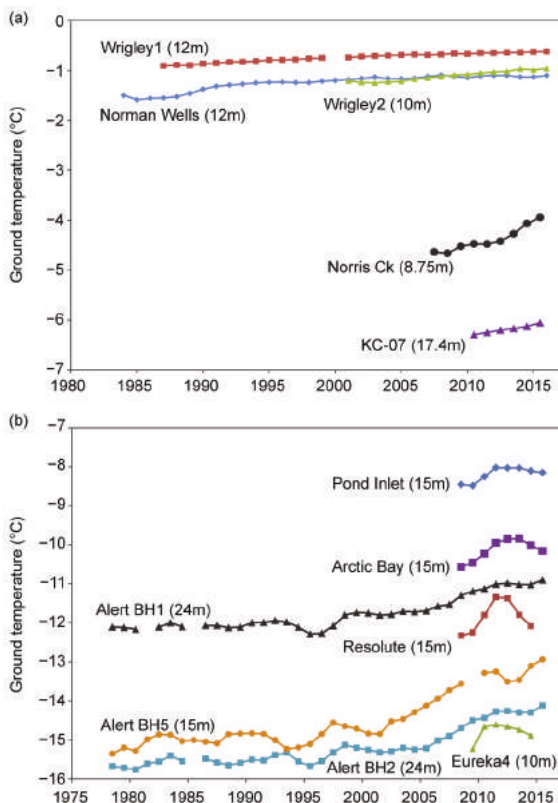 (a)
0
−1
−2
−3
−4
−5
−6
−7
Ground temperature (°C)
Wrigley1 (12m)
Norman Wells (12m)
Wrigley2 (10m)
Norris Ck (8.75m)
KC-07 (17.4m)
1980 1985 1990 1995 2000 2005 2010 2015
(b)
−7
−8
−9
−10
−11
−12
−13
−14
−15
−16
Ground temperature (°C)
Pond Inlet (15m)
Arctic Bay (15m)
Alert BH1 (24m)
Resolute (15m)
Alert BH5 (15m)
Alert BH2 (24m)
Eureka4 (10m)
1975 1980 1985 1990 1995 2000 2005 2010 2015